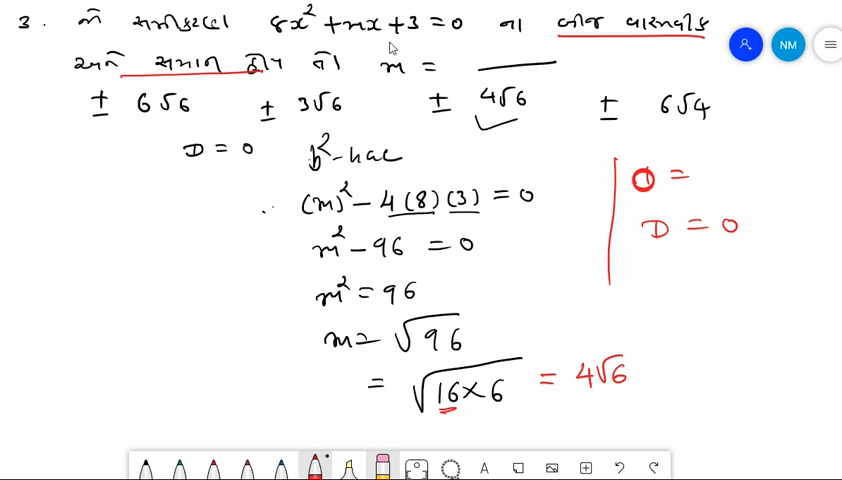 3. જો સમીકરણ 8x² + mx + 3 = 0 ના બીજ વાસ્તવીક
અને સમાન હોય તો m = ______
± 6√6 ± 3√6 ± 4√6 ± 6√4
D = 0 b² - 4ac
∴ (m)² - 4(8)(3) = 0
m² - 96 = 0
m² = 96
m = √96
= √16×6 = 4√6
=
D = 0
NM
A